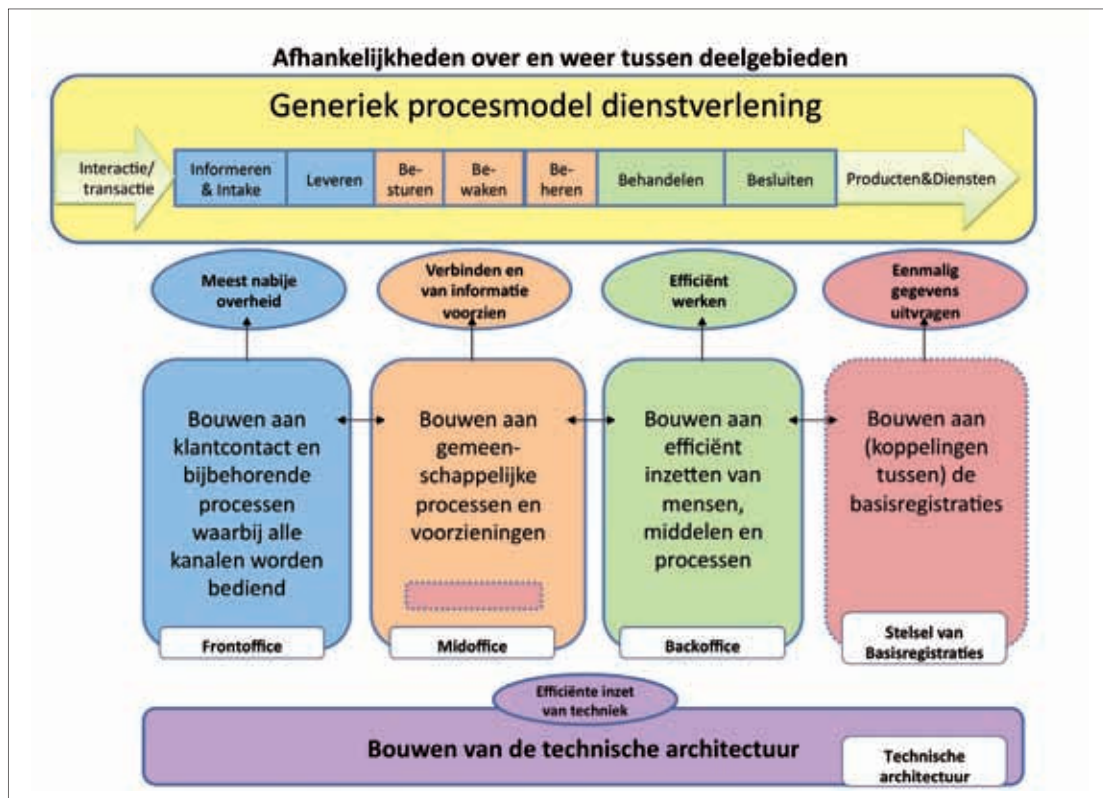 Afhankelijkheden over en weer tussen deelgebieden
Generiek procesmodel dienstverlening
Interactie/
transactie
Informeren
& Intake
Leveren
Be-
sturen
Be-
waken
Be-
heren
Behandelen
Besluiten
Producten&Diensten
Meest nabije
overheid
Verbinden en
van informatie
voorzien
Efficiënt
werken
Eenmalig
gegevens
uitvragen
Bouwen aan
klantcontact en
bijbehorende
processen
waarbij alle
kanalen worden
bediend
Frontoffice
Bouwen aan
gemeen-
schappelijke
processen en
voorzieningen
Midoffice
Bouwen aan
efficiënt
inzetten van
mensen,
middelen en
processen
Backoffice
Bouwen aan
(koppelingen
tussen) de
basisregistraties
Stelsel van
Basisregistraties
Efficiënte inzet
van techniek
Bouwen van de technische architectuur
Technische
architectuur